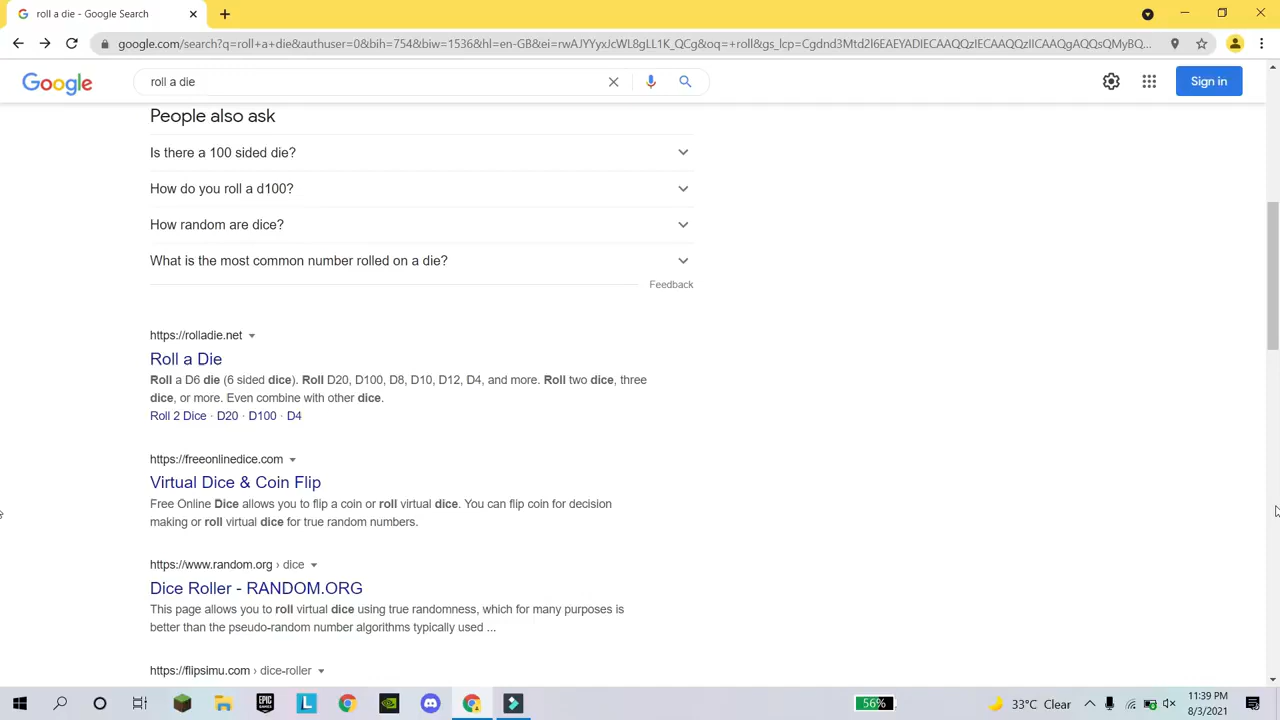 roll a die - Google Search
google.com/search?q=roll+a+die&authuser=0&bih=754&biw=1536&hl=en-GB&ei=rwAJYYyxJcWL8gLL1K_QCg&oq=+roll&gs_lcp=Cgdnd3Mtd2l6EAEYADIECAAQQzIECAAQQzIICAAQgAQQsQMyBQ...
Google
roll a die
Sign in
People also ask
Is there a 100 sided die?
How do you roll a d100?
How random are dice?
What is the most common number rolled on a die?
Feedback
https://rolladie.net
Roll a Die
Roll a D6 die (6 sided dice). Roll D20, D100, D8, D10, D12, D4, and more. Roll two dice, three
dice, or more. Even combine with other dice.
Roll 2 Dice · D20 · D100 · D4
https://freeonlinedice.com
Virtual Dice & Coin Flip
Free Online Dice allows you to flip a coin or roll virtual dice. You can flip coin for decision
making or roll virtual dice for true random numbers.
https://www.random.org › dice
Dice Roller - RANDOM.ORG
This page allows you to roll virtual dice using true randomness, which for many purposes is
better than the pseudo-random number algorithms typically used ...
https://flipsimu.com › dice-roller
EPIC GAMES
L
56%
33°C Clear
11:39 PM
8/3/2021